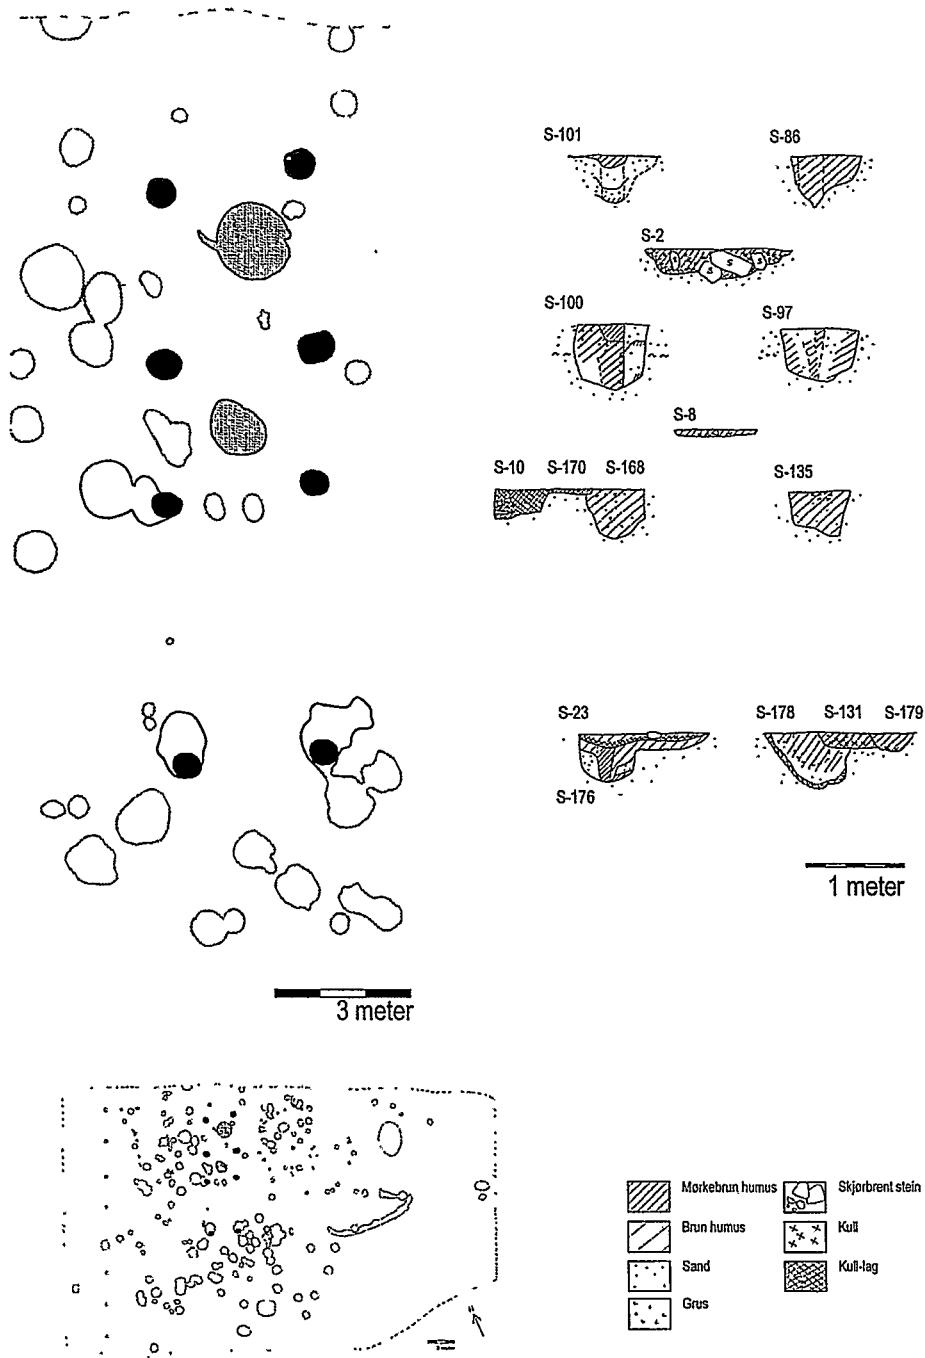 S-101 S-86
S-2
S-100 S-97
S-8
S-10 S-170 S-168 S-135
S-23 S-178 S-131 S-179
S-176
1 meter
3 meter
Mørkebrun humus
Brun humus
Sand
Grus
Skjørbrent stein
Kull
Kull-lag